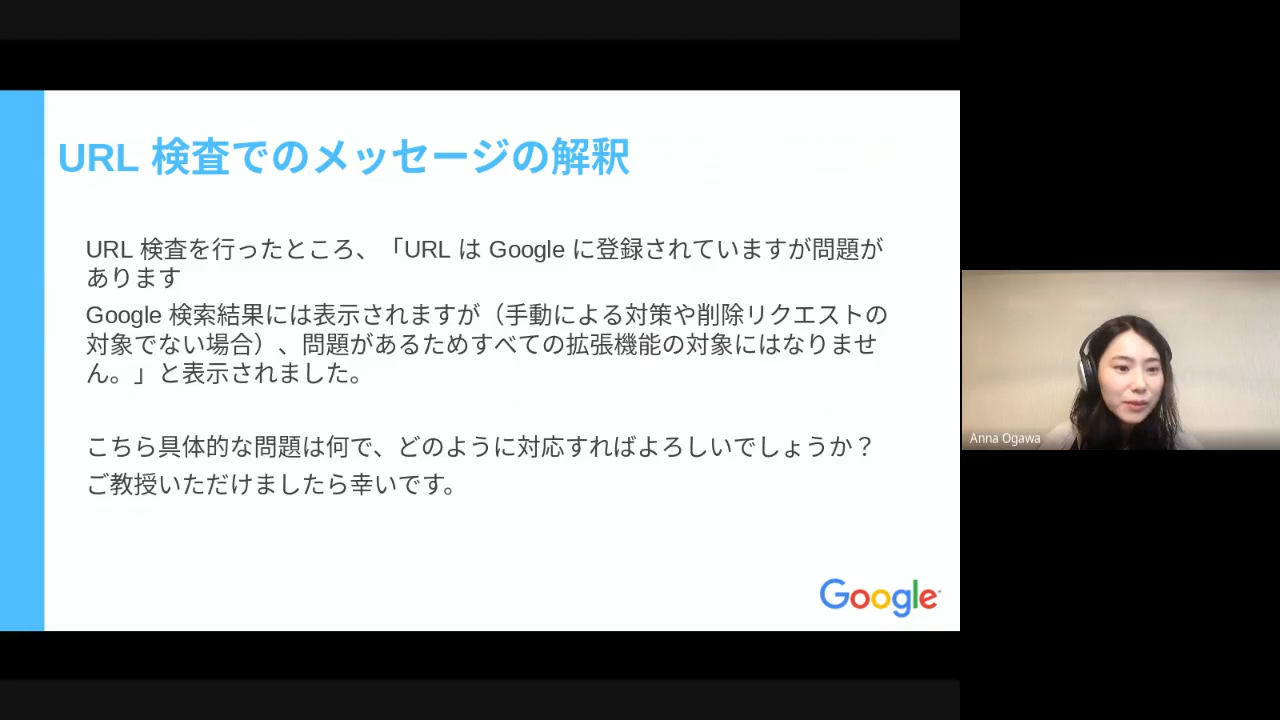 URL 検査でのメッセージの解釈
URL 検査を行ったところ、「URL は Google に登録されていますが問題が
あります
Google 検索結果には表示されますが（手動による対策や削除リクエストの
対象でない場合）、問題があるためすべての拡張機能の対象にはなりませ
ん。」と表示されました。
こちら具体的な問題は何で、どのように対応すればよろしいでしょうか？
ご教授いただけましたら幸いです。
Google
Anna Ogawa